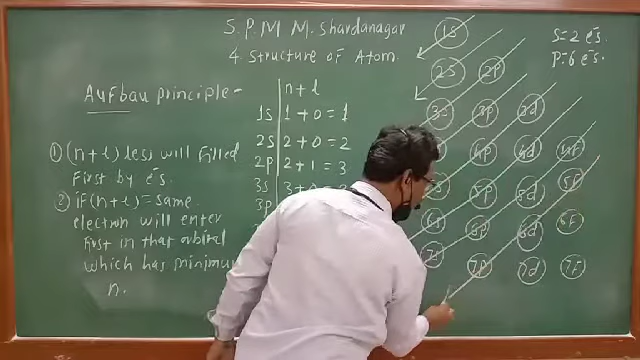 S.P.M M. Shardanagar
4. Structure of Atom.
Aufbau principle -
① (n+l) less will filled
first by e⁻s.
② if (n+l) = same.
electron will enter
first in that orbital
which has minimum
n.
n+l
1s 1+0=1
2s 2+0=2
2p 2+1=3
3s 3+0=3
3p
1s
2s 2p
3s 3p 3d
4p 4d 4f
5p 5d 5f
6s 6p 6d 6f
7s 7p 7d 7f
S=2 e⁻s.
P=6 e⁻s.